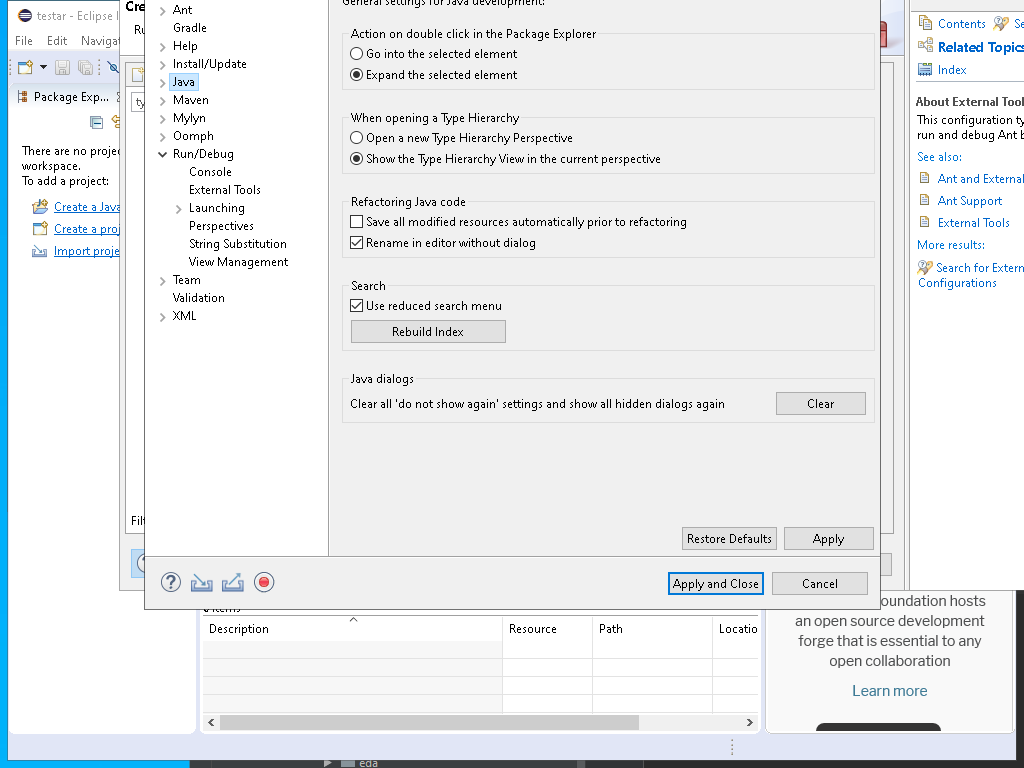 testar - Eclipse I
File Edit Navigat
Package Exp...
There are no proje
workspace.
To add a project:
Create a Java
Create a proj
Import proje
Cre
Ru
ty
Filt
Ant
Gradle
Help
Install/Update
Java
Maven
Mylyn
Oomph
Run/Debug
Console
External Tools
Launching
Perspectives
String Substitution
View Management
Team
Validation
XML
General settings for Java development:
Action on double click in the Package Explorer
Go into the selected element
Expand the selected element
When opening a Type Hierarchy
Open a new Type Hierarchy Perspective
Show the Type Hierarchy View in the current perspective
Refactoring Java code
Save all modified resources automatically prior to refactoring
Rename in editor without dialog
Search
Use reduced search menu
Rebuild Index
Java dialogs
Clear all 'do not show again' settings and show all hidden dialogs again
Clear
Restore Defaults
Apply
Apply and Close
Cancel
Contents
Se
Related Topics
Index
About External Tool
This configuration ty
run and debug Ant b
See also:
Ant and External
Ant Support
External Tools
More results:
Search for Extern
Configurations
items
Description
Resource
Path
Locatio
oundation hosts
an open source development
forge that is essential to any
open collaboration
Learn more
eda